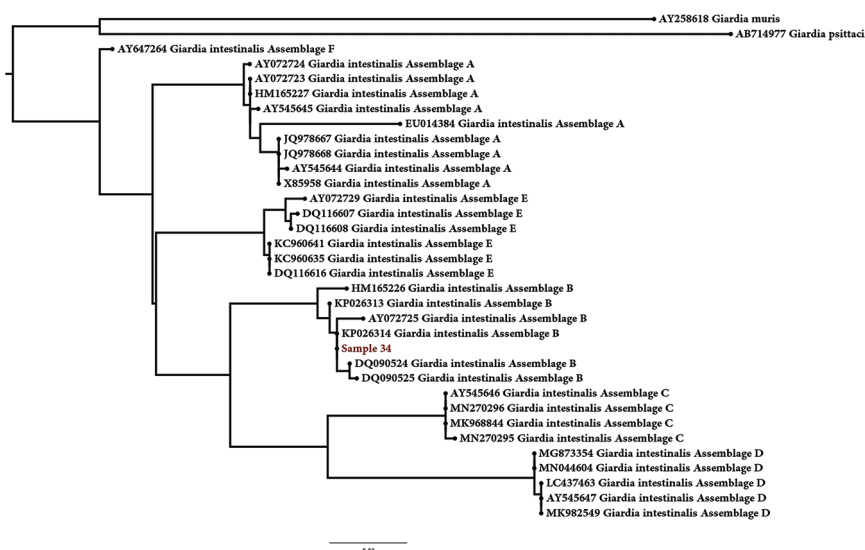 AY258618 Giardia muris
AB714977 Giardia psittaci
AY647264 Giardia intestinalis Assemblage F
AY072724 Giardia intestinalis Assemblage A
AY072723 Giardia intestinalis Assemblage A
HM165227 Giardia intestinalis Assemblage A
AY545645 Giardia intestinalis Assemblage A
EU014384 Giardia intestinalis Assemblage A
JQ978667 Giardia intestinalis Assemblage A
JQ978668 Giardia intestinalis Assemblage A
AY545644 Giardia intestinalis Assemblage A
X85958 Giardia intestinalis Assemblage A
AY072729 Giardia intestinalis Assemblage E
DQ116607 Giardia intestinalis Assemblage E
DQ116608 Giardia intestinalis Assemblage E
KC960641 Giardia intestinalis Assemblage E
KC960635 Giardia intestinalis Assemblage E
DQ116616 Giardia intestinalis Assemblage E
HM165226 Giardia intestinalis Assemblage B
KP026313 Giardia intestinalis Assemblage B
AY072725 Giardia intestinalis Assemblage B
KP026314 Giardia intestinalis Assemblage B
Sample 34
DQ090524 Giardia intestinalis Assemblage B
DQ090525 Giardia intestinalis Assemblage B
AY545646 Giardia intestinalis Assemblage C
MN270296 Giardia intestinalis Assemblage C
MK968844 Giardia intestinalis Assemblage C
MN270295 Giardia intestinalis Assemblage C
MG873354 Giardia intestinalis Assemblage D
MN044604 Giardia intestinalis Assemblage D
LC437463 Giardia intestinalis Assemblage D
AY545647 Giardia intestinalis Assemblage D
MK982549 Giardia intestinalis Assemblage D